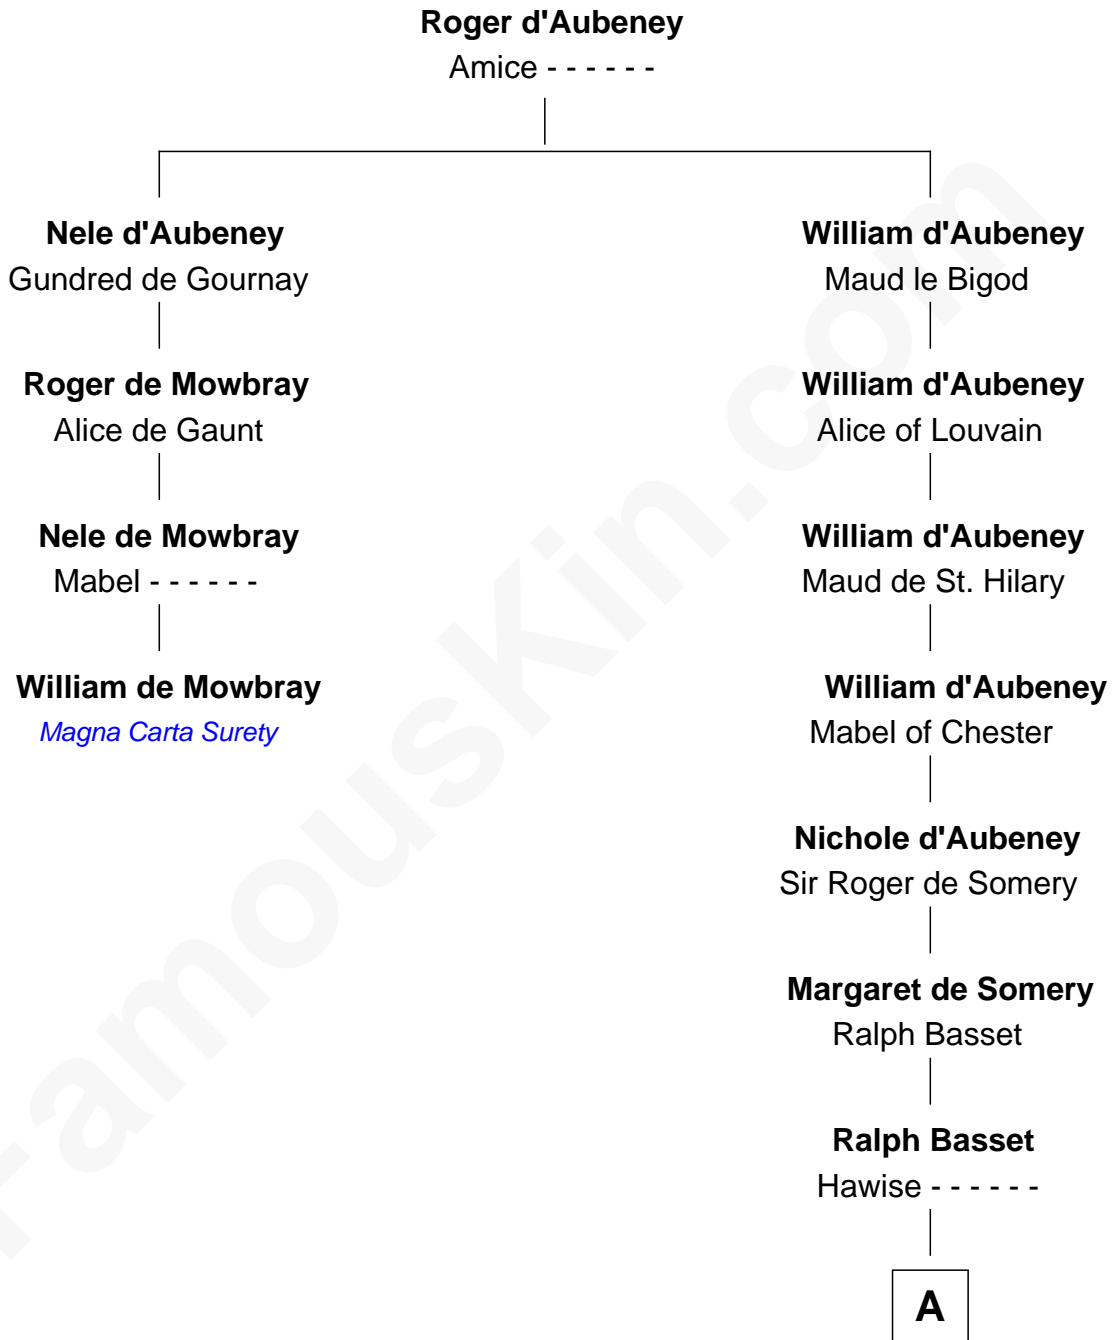 Roger d'Aubeney
Amice - - - - - -
Nele d'Aubeney
Gundred de Gournay
Roger de Mowbray
Alice de Gaunt
Nele de Mowbray
Mabel - - - - - -
William de Mowbray
Magna Carta Surety
William d'Aubeney
Maud le Bigod
William d'Aubeney
Alice of Louvain
William d'Aubeney
Maud de St. Hilary
William d'Aubeney
Mabel of Chester
Nichole d'Aubeney
Sir Roger de Somery
Margaret de Somery
Ralph Basset
Ralph Basset
Hawise - - - - - -
A
FamousKin.com